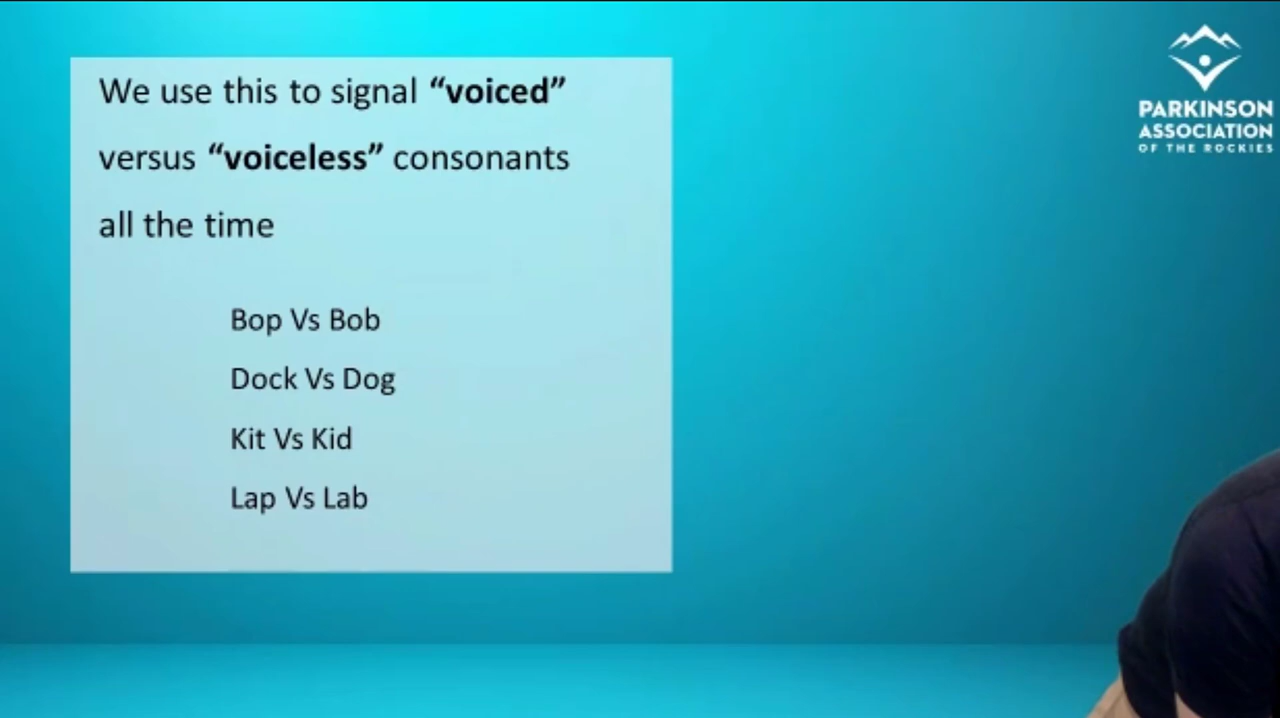 We use this to signal “voiced”
versus “voiceless” consonants
all the time
Bop Vs Bob
Dock Vs Dog
Kit Vs Kid
Lap Vs Lab
PARKINSON
ASSOCIATION
OF THE ROCKIES